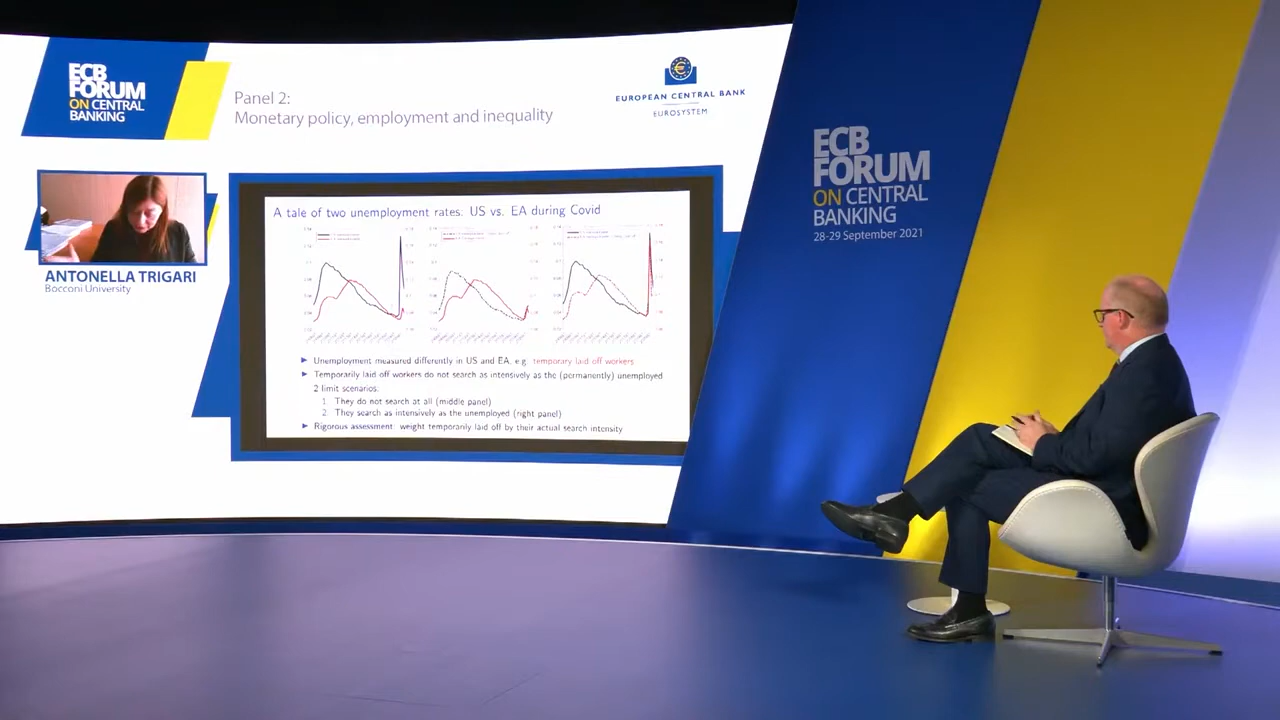 ECB
FORUM
ON CENTRAL
BANKING
Panel 2:
Monetary policy, employment and inequality
EUROPEAN CENTRAL BANK
EUROSYSTEM
ANTONELLA TRIGARI
Bocconi University
A tale of two unemployment rates: US vs. EA during Covid
Unemployment measured differently in US and EA, e.g. temporary laid off workers
Temporarily laid off workers do not search as intensively as the (permanently) unemployed
2 limit scenarios:
1. They do not search at all (middle panel)
2. They search as intensively as the unemployed (right panel)
Rigorous assessment: weight temporarily laid off by their actual search intensity
ECB
FORUM
ON CENTRAL
BANKING
28-29 September 2021